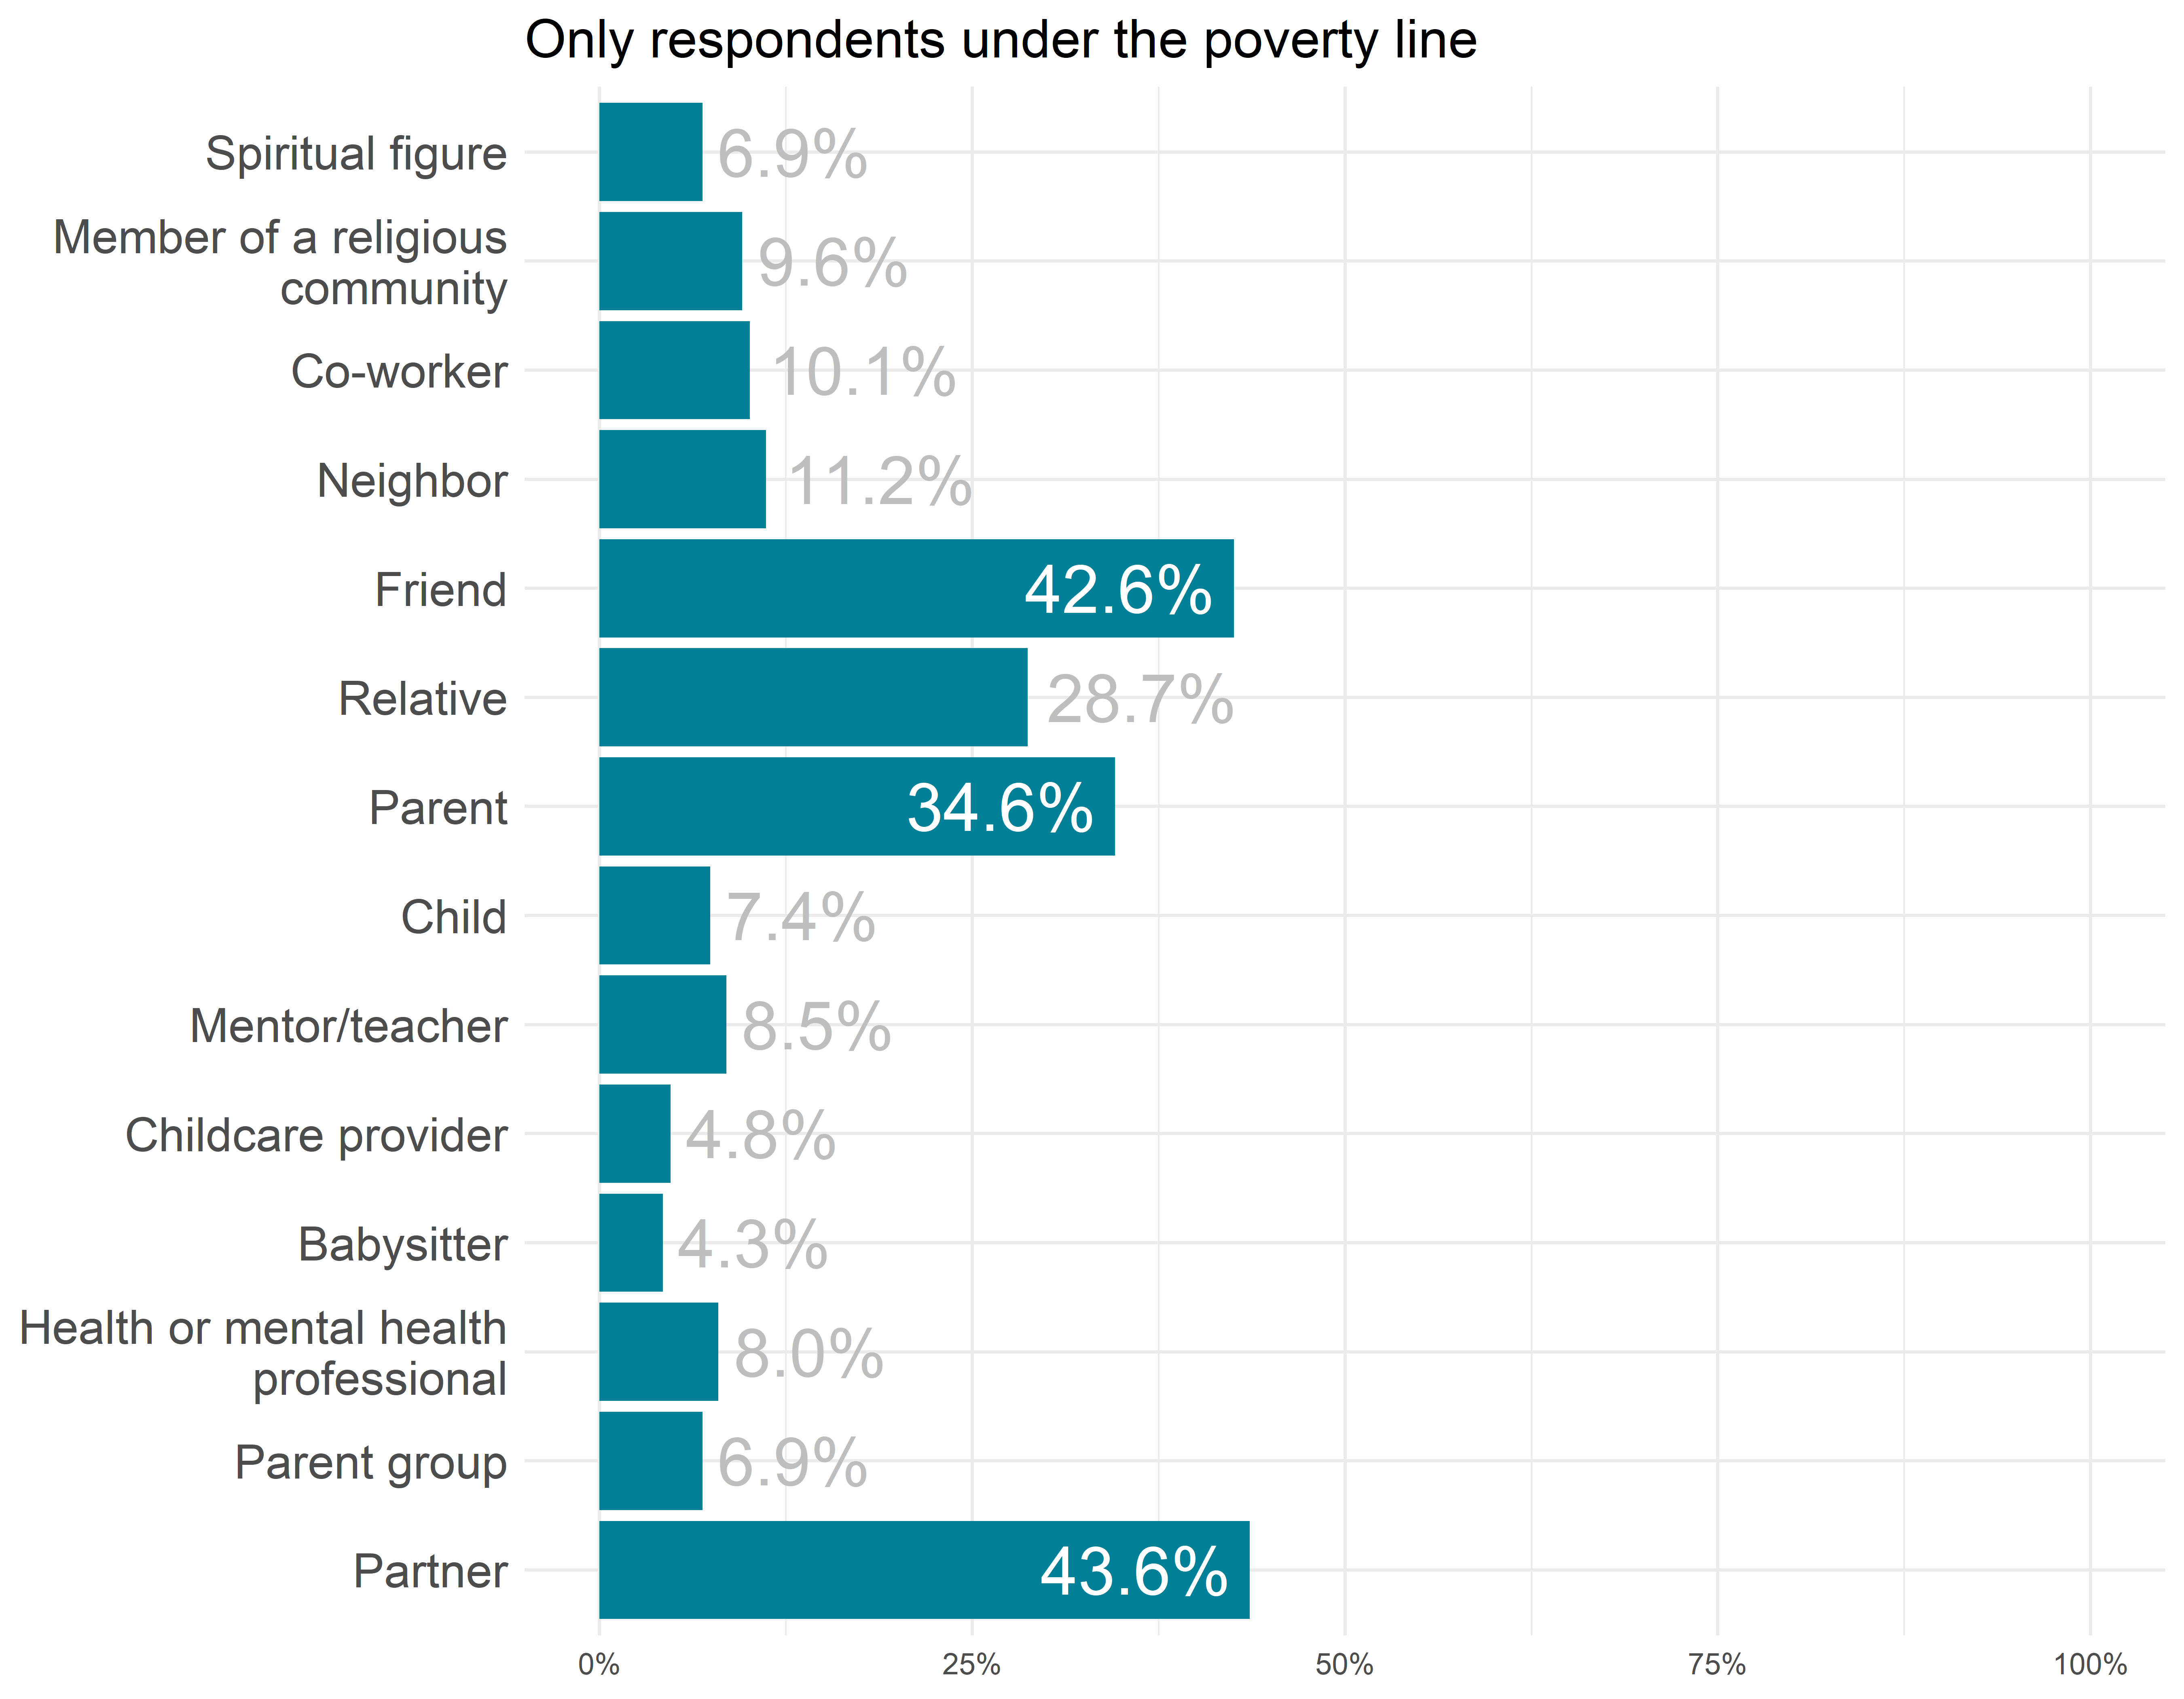 Only respondents under the poverty line
Spiritual figure
6.9%
Member of a religious
community
9.6%
Co-worker
10.1%
Neighbor
11.2%
Friend
42.6%
Relative
28.7%
Parent
34.6%
Child
7.4%
Mentor/teacher
8.5%
Childcare provider
4.8%
Babysitter
4.3%
Health or mental health
professional
8.0%
Parent group
6.9%
Partner
43.6%
0% 25% 50% 75% 100%